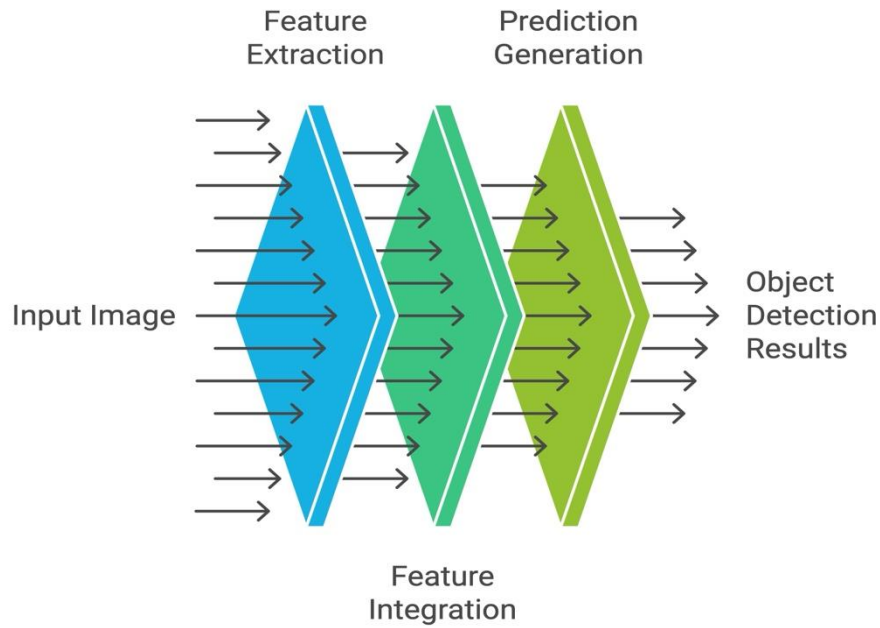 Feature
Extraction
Prediction
Generation
Input Image
Object
Detection
Results
Feature
Integration